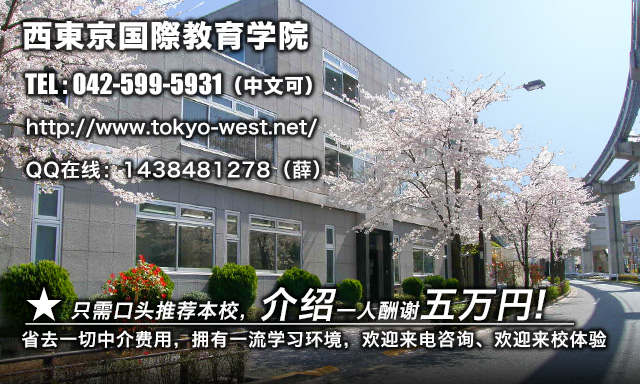 西東京国際教育学院
TEL : 042-599-5931（中文可）
http://www.tokyo-west.net/
QQ在线：1438481278（薛）
★ 只需口头推荐本校，介绍一人酬谢五万円!
省去一切中介费用，拥有一流学习环境，欢迎来电咨询、欢迎来校体验